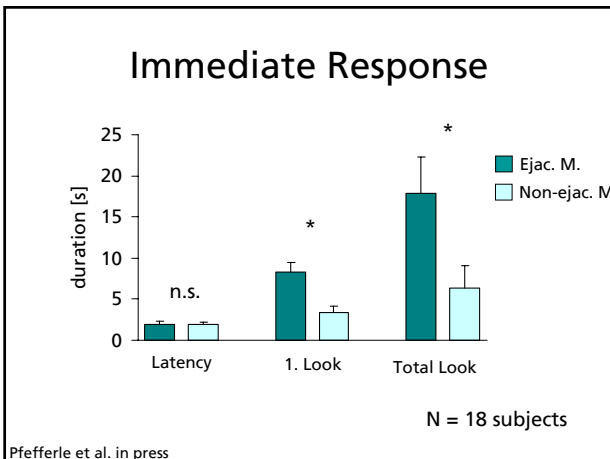 Immediate Response
25
20
15
10
5
0
duration [s]
n.s.
*
*
Ejac. M.
Non-ejac. M
Latency
1. Look
Total Look
N = 18 subjects
Pfefferle et al. in press